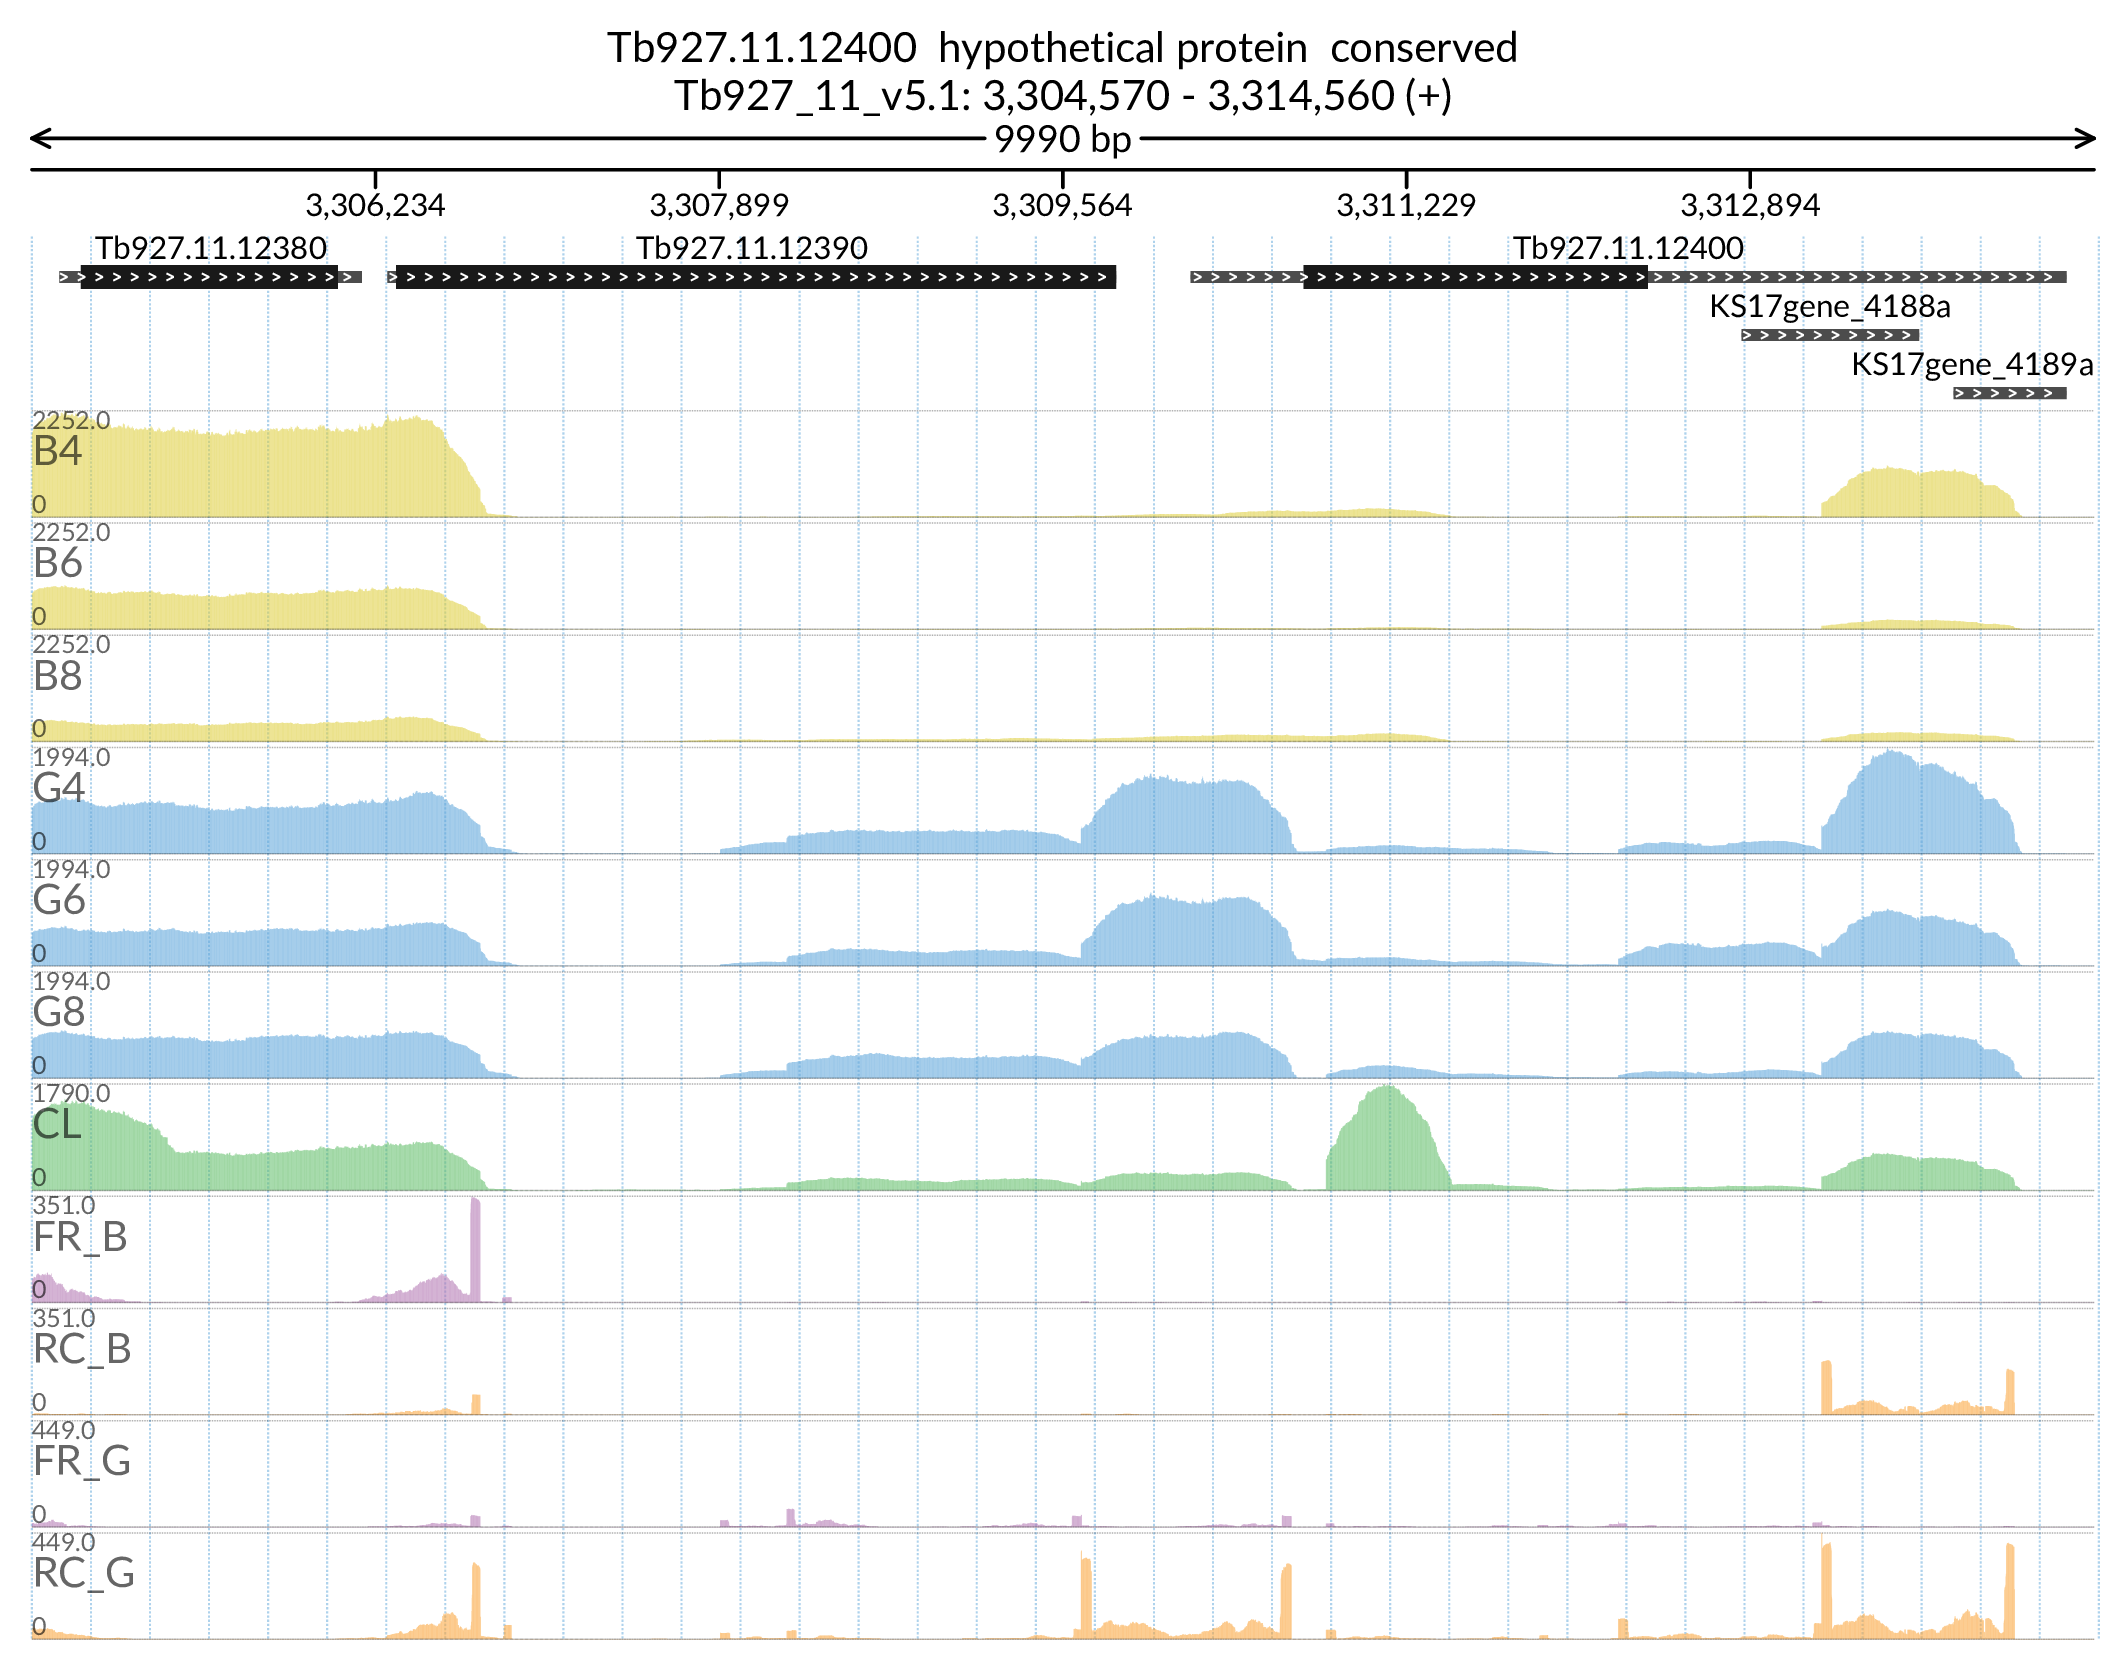 Tb927.11.12400  hypothetical protein  conserved
Tb927_11_v5.1: 3,304,570 - 3,314,560 (+)
9990 bp
3,306,234 3,307,899 3,309,564 3,311,229 3,312,894
Tb927.11.12380 Tb927.11.12390 Tb927.11.12400
KS17gene_4188a
KS17gene_4189a
2252.0
B4
0
2252.0
B6
0
2252.0
B8
0
1994.0
G4
0
1994.0
G6
0
1994.0
G8
0
1790.0
CL
0
351.0
FR_B
0
351.0
RC_B
0
449.0
FR_G
0
449.0
RC_G
0